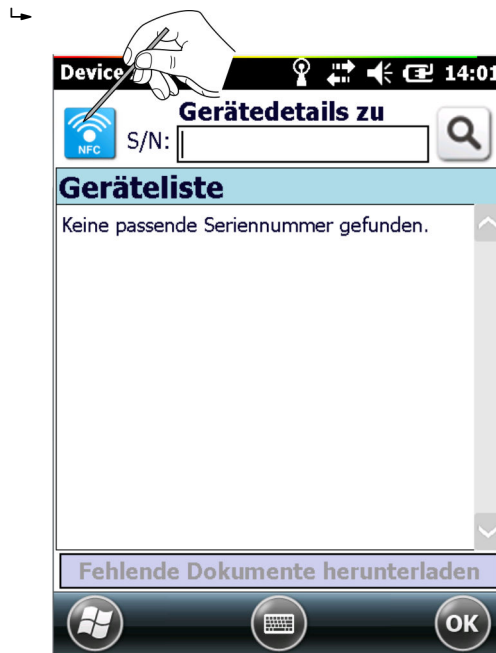 Device
14:01
NFC
Gerätedetails zu
S/N:
Geräteliste
Keine passende Seriennummer gefunden.
Fehlende Dokumente herunterladen
OK